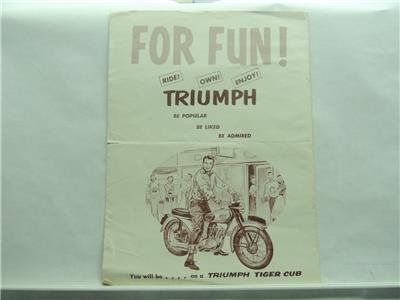 FOR FUN!
RIDE! OWN! ENJOY!
TRIUMPH
BE POPULAR
BE LIKED
BE ADMIRED
You will be . . . . on a TRIUMPH TIGER CUB